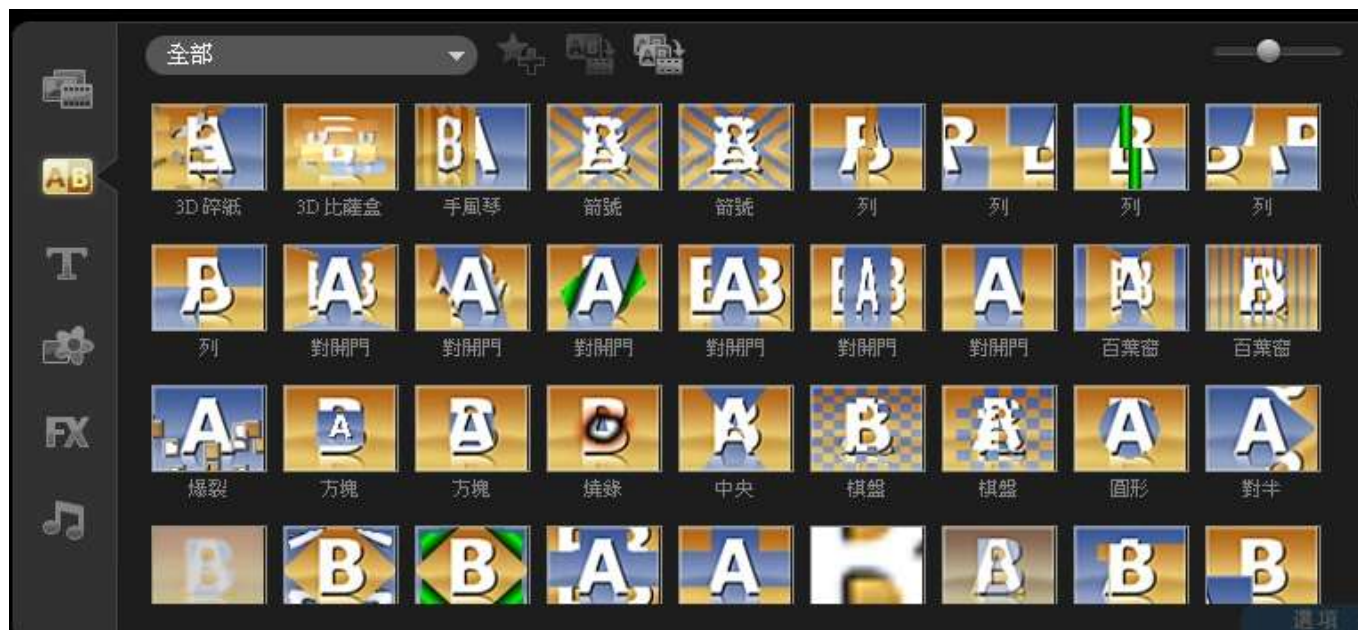 全部
3D 碎紙 3D 比薩盒 手風琴 箭號 箭號 列 列 列 列
列 對開門 對開門 對開門 對開門 對開門 對開門 百葉窗 百葉窗
爆裂 方塊 方塊 燒錄 中央 棋盤 棋盤 圓形 對半
AB
T
FX
選項